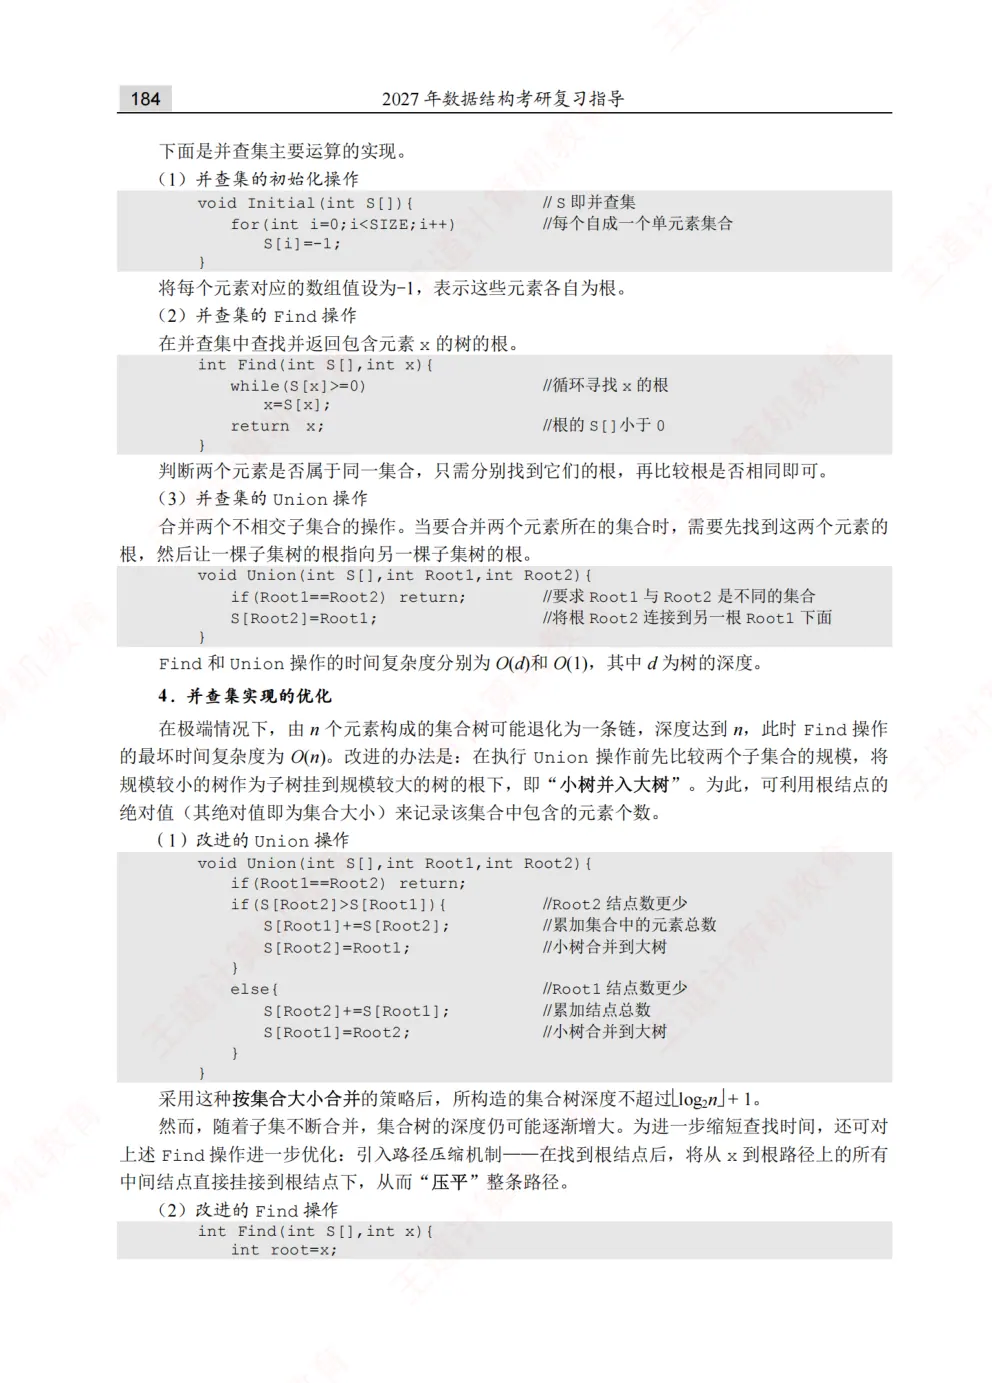 184
2027 年数据结构考研复习指导
下面是并查集主要运算的实现。
（1）并查集的初始化操作
void Initial(int S[]){ // S 即并查集
for(int i=0;i<SIZE;i++) //每个自成一个单元素集合
S[i]=-1;
}
将每个元素对应的数组值设为-1，表示这些元素各自为根。
（2）并查集的 Find 操作
在并查集中查找并返回包含元素 x 的树的根。
int Find(int S[],int x){
while(S[x]>=0) //循环寻找 x 的根
x=S[x];
return x; //根的 S[]小于 0
}
判断两个元素是否属于同一集合，只需分别找到它们的根，再比较根是否相同即可。
（3）并查集的 Union 操作
合并两个不相交子集合的操作。当要合并两个元素所在的集合时，需要先找到这两个元素的
根，然后让一棵子集树的根指向另一棵子集树的根。
void Union(int S[],int Root1,int Root2){
if(Root1==Root2) return; //要求 Root1 与 Root2 是不同的集合
S[Root2]=Root1; //将根 Root2 连接到另一根 Root1 下面
}
Find 和 Union 操作的时间复杂度分别为 O(d)和 O(1)，其中 d 为树的深度。
4．并查集实现的优化
在极端情况下，由 n 个元素构成的集合树可能退化为一条链，深度达到 n，此时 Find 操作
的最坏时间复杂度为 O(n)。改进的办法是：在执行 Union 操作前先比较两个子集合的规模，将
规模较小的树作为子树挂到规模较大的树的根下，即“小树并入大树”。为此，可利用根结点的
绝对值（其绝对值即为集合大小）来记录该集合中包含的元素个数。
（1）改进的 Union 操作
void Union(int S[],int Root1,int Root2){
if(Root1==Root2) return;
if(S[Root2]>S[Root1]){ //Root2 结点数更少
S[Root1]+=S[Root2]; //累加集合中的元素总数
S[Root2]=Root1; //小树合并到大树
}
else{ //Root1 结点数更少
S[Root2]+=S[Root1]; //累加结点总数
S[Root1]=Root2; //小树合并到大树
}
}
采用这种按集合大小合并的策略后，所构造的集合树深度不超过⌊log₂n⌋ + 1。
然而，随着子集不断合并，集合树的深度仍可能逐渐增大。为进一步缩短查找时间，还可对
上述 Find 操作进一步优化：引入路径压缩机制——在找到根结点后，将从 x 到根路径上的所有
中间结点直接挂接到根结点下，从而“压平”整条路径。
（2）改进的 Find 操作
int Find(int S[],int x){
int root=x;
王道计算机教育